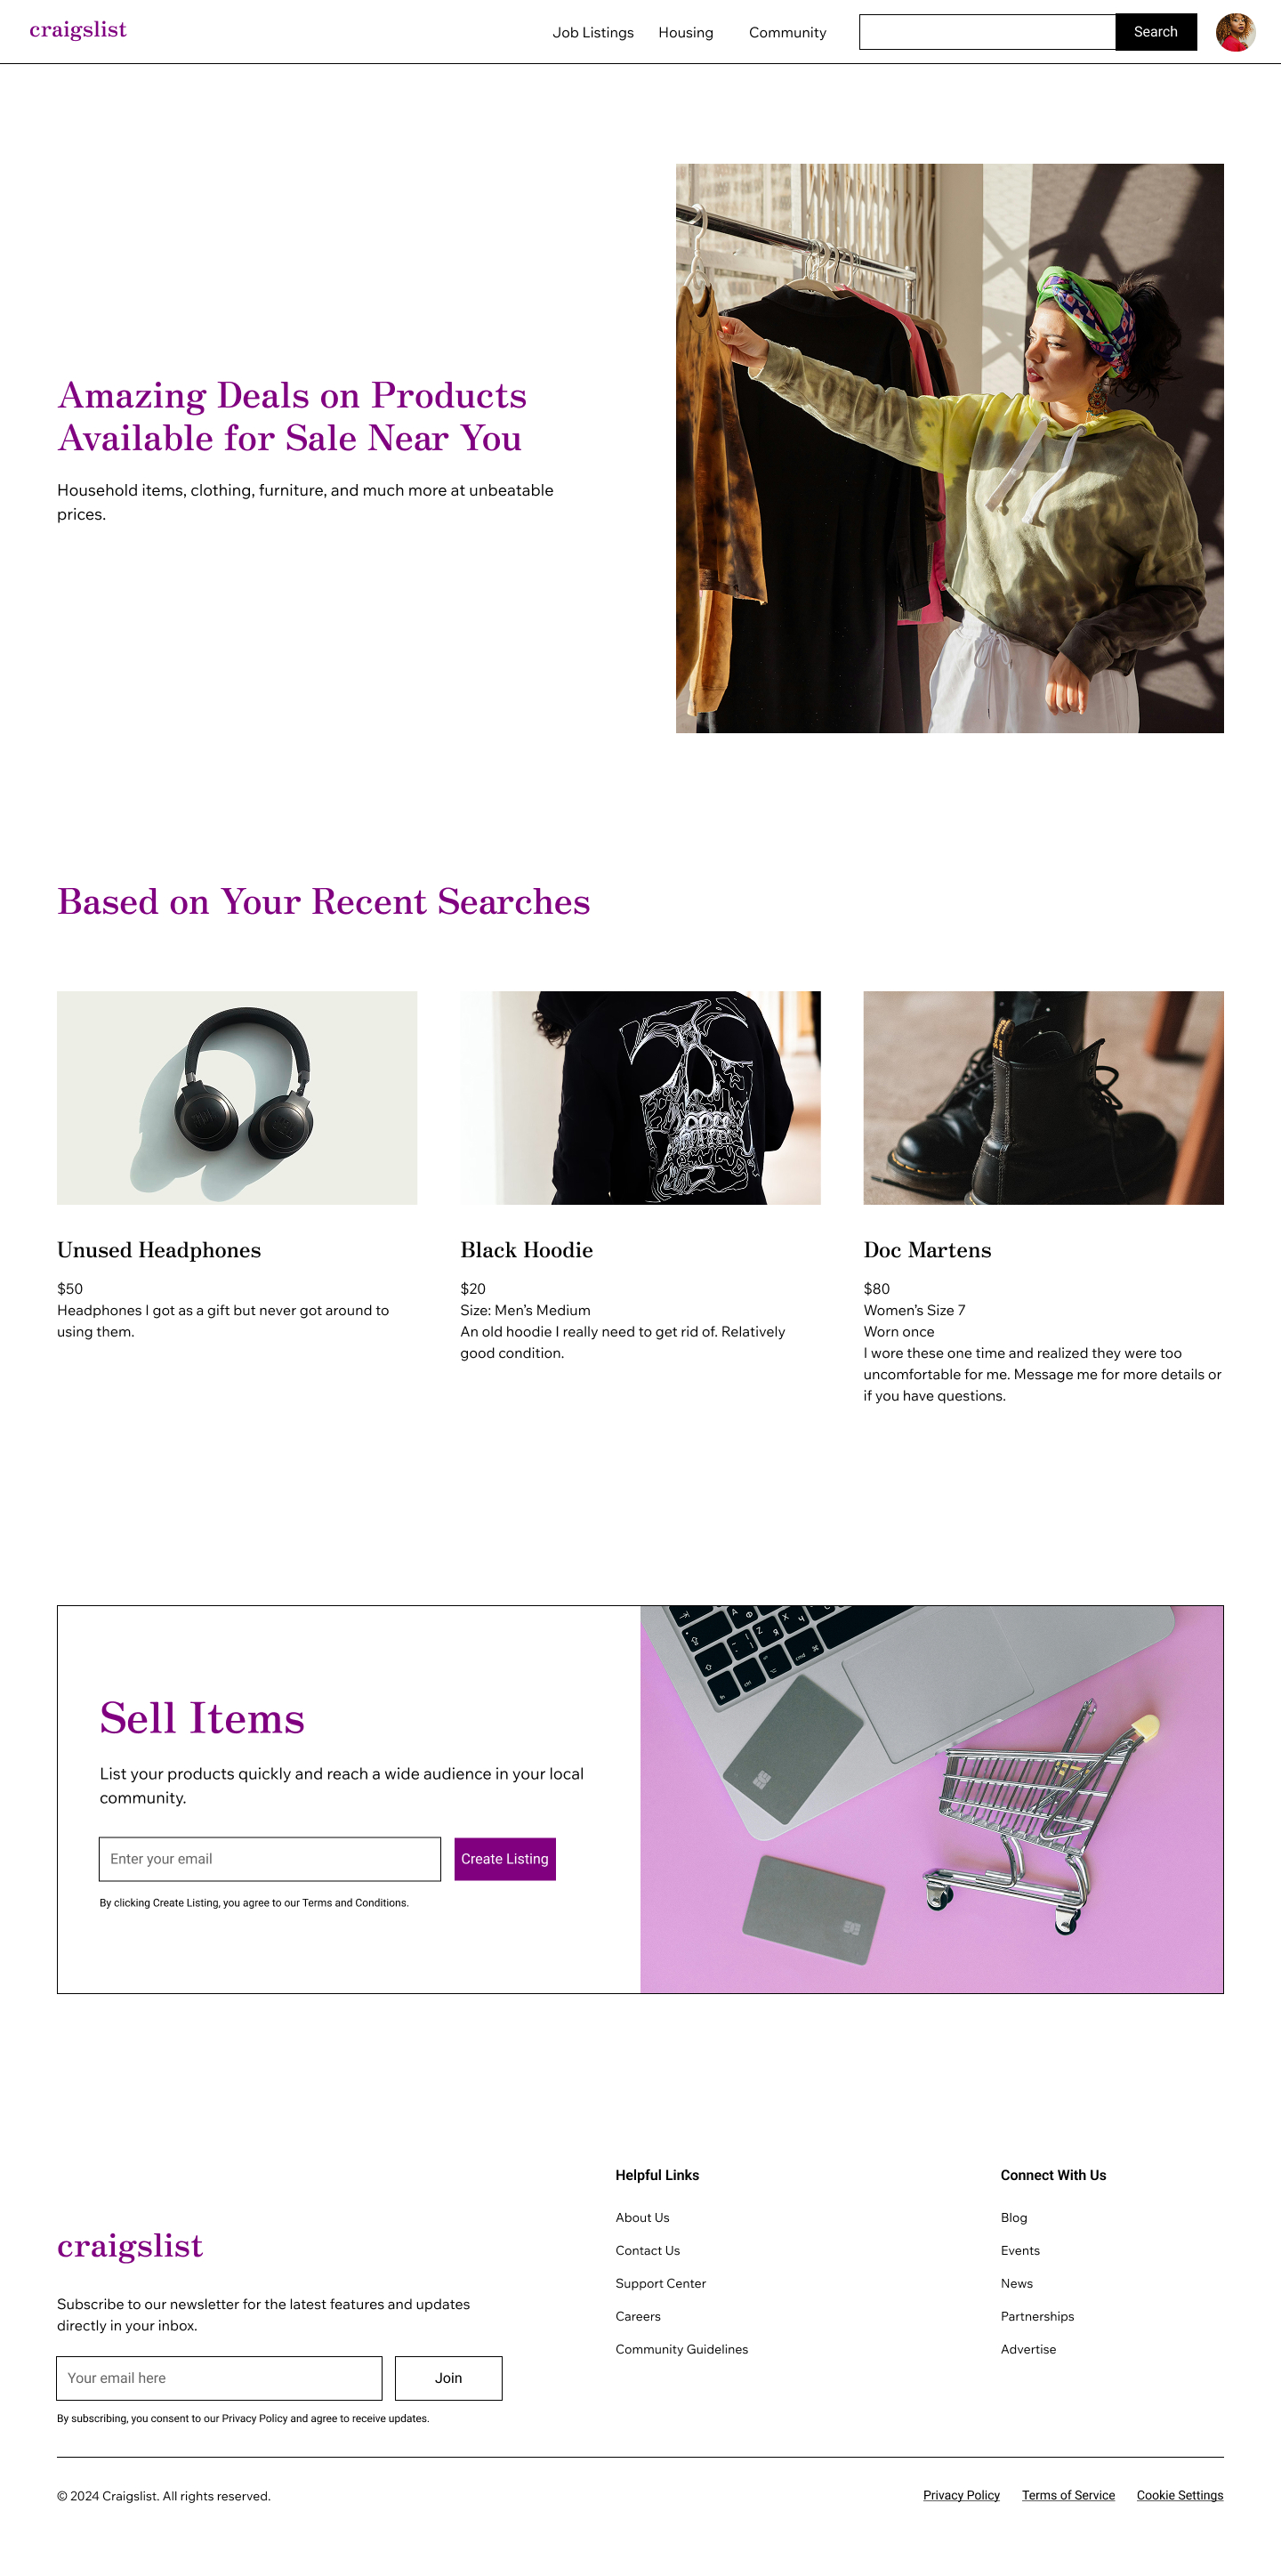 craigslist
Job Listings
Housing
Community
Search
Amazing Deals on Products
Available for Sale Near You
Household items, clothing, furniture, and much more at unbeatable
prices.
Based on Your Recent Searches
Unused Headphones
$50
Headphones I got as a gift but never got around to
using them.
Black Hoodie
$20
Size: Men's Medium
An old hoodie I really need to get rid of. Relatively
good condition.
Doc Martens
$80
Women's Size 7
Worn once
I wore these one time and realized they were too
uncomfortable for me. Message me for more details or
if you have questions.
Sell Items
List your products quickly and reach a wide audience in your local
community.
Enter your email
Create Listing
By clicking Create Listing, you agree to our Terms and Conditions.
craigslist
Subscribe to our newsletter for the latest features and updates
directly in your inbox.
Your email here
Join
By subscribing, you consent to our Privacy Policy and agree to receive updates.
Helpful Links
About Us
Contact Us
Support Center
Careers
Community Guidelines
Connect With Us
Blog
Events
News
Partnerships
Advertise
© 2024 Craigslist. All rights reserved.
Privacy Policy
Terms of Service
Cookie Settings